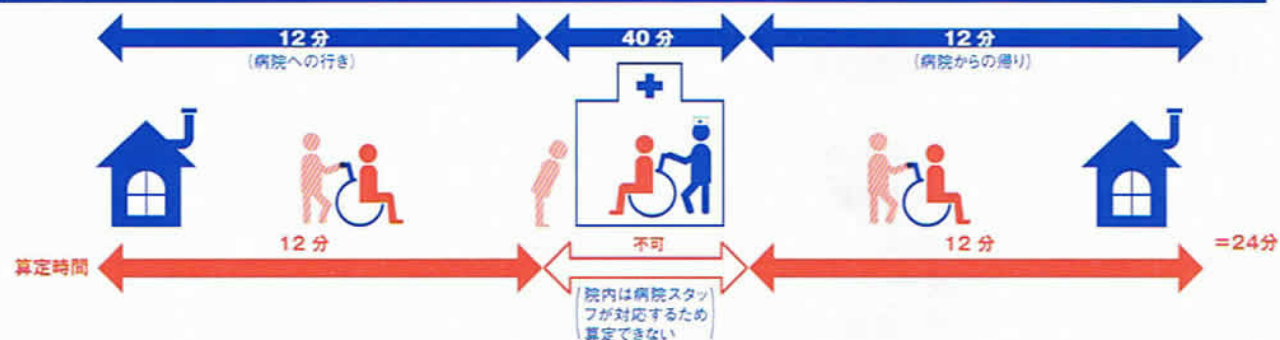 12分
(病院への行き)
40分
12分
(病院からの帰り)
12分
不可
12分
=24分
算定時間
院内は病院スタッ
フが対応するため
算定できない